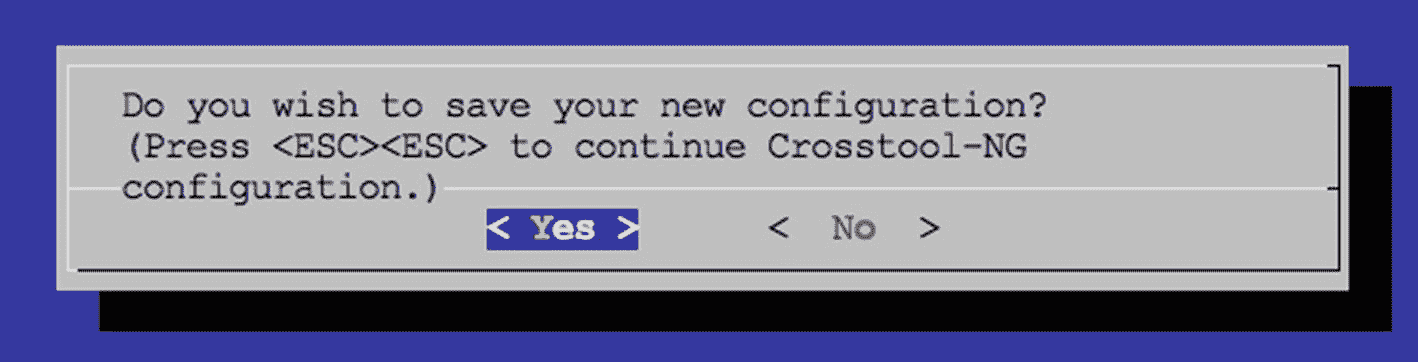 Do you wish to save your new configuration?
(Press <ESC><ESC> to continue Crosstool-NG
configuration.)
< Yes > < No >